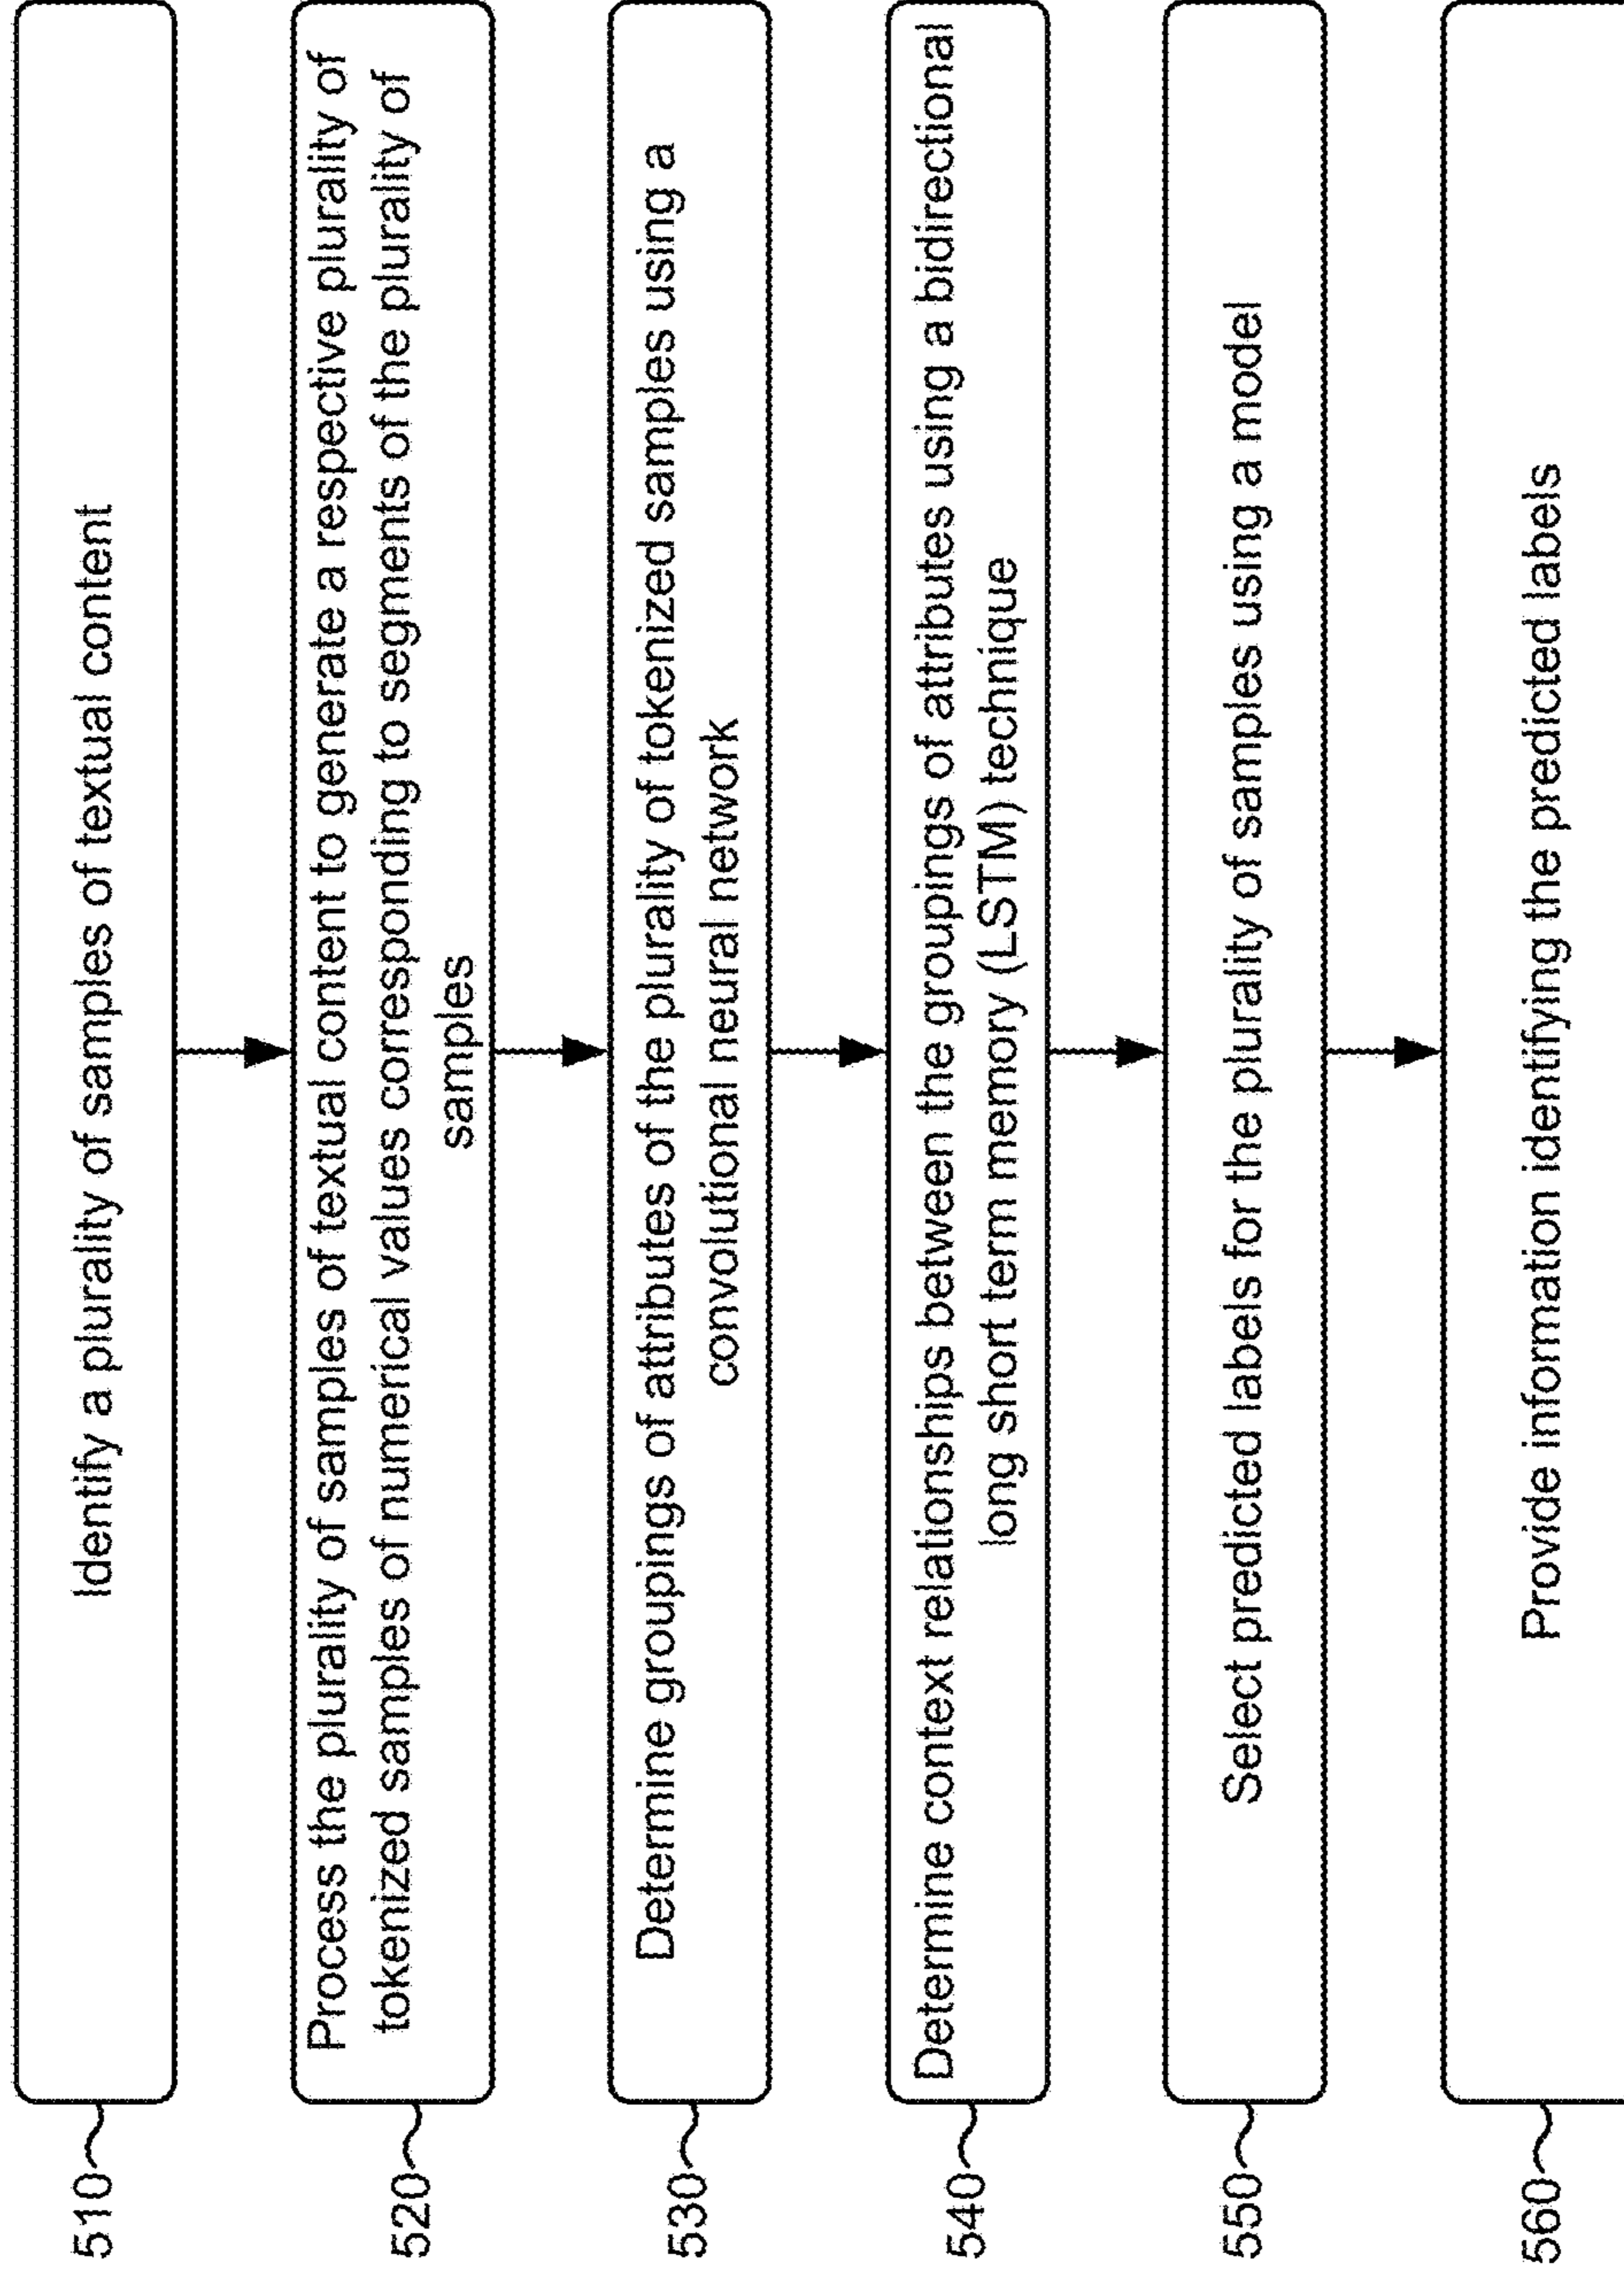 510
Identify a plurality of samples of textual content
520
Process the plurality of samples of textual content to generate a respective plurality of
tokenized samples of numerical values corresponding to segments of the plurality of
samples
530
Determine groupings of attributes of the plurality of tokenized samples using a
convolutional neural network
540
Determine context relationships between the groupings of attributes using a bidirectional
long short term memory (LSTM) technique
550
Select predicted labels for the plurality of samples using a model
560
Provide information identifying the predicted labels